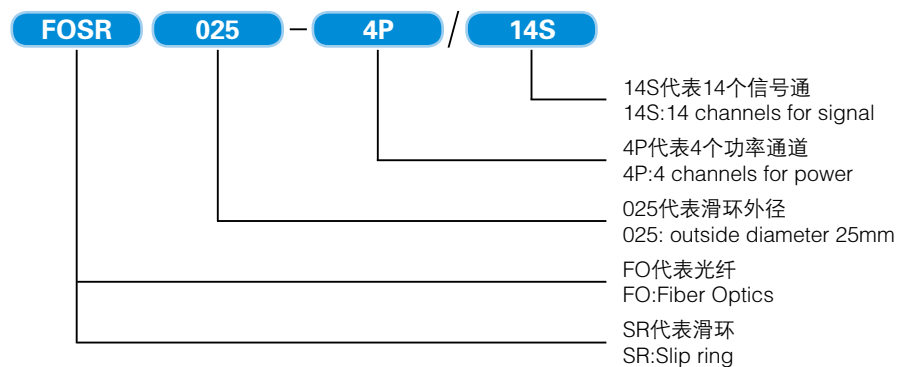 FOSR 025 – 4P / 14S
14S代表14个信号通
14S:14 channels for signal
4P代表4个功率通道
4P:4 channels for power
025代表滑环外径
025: outside diameter 25mm
FO代表光纤
FO:Fiber Optics
SR代表滑环
SR:Slip ring